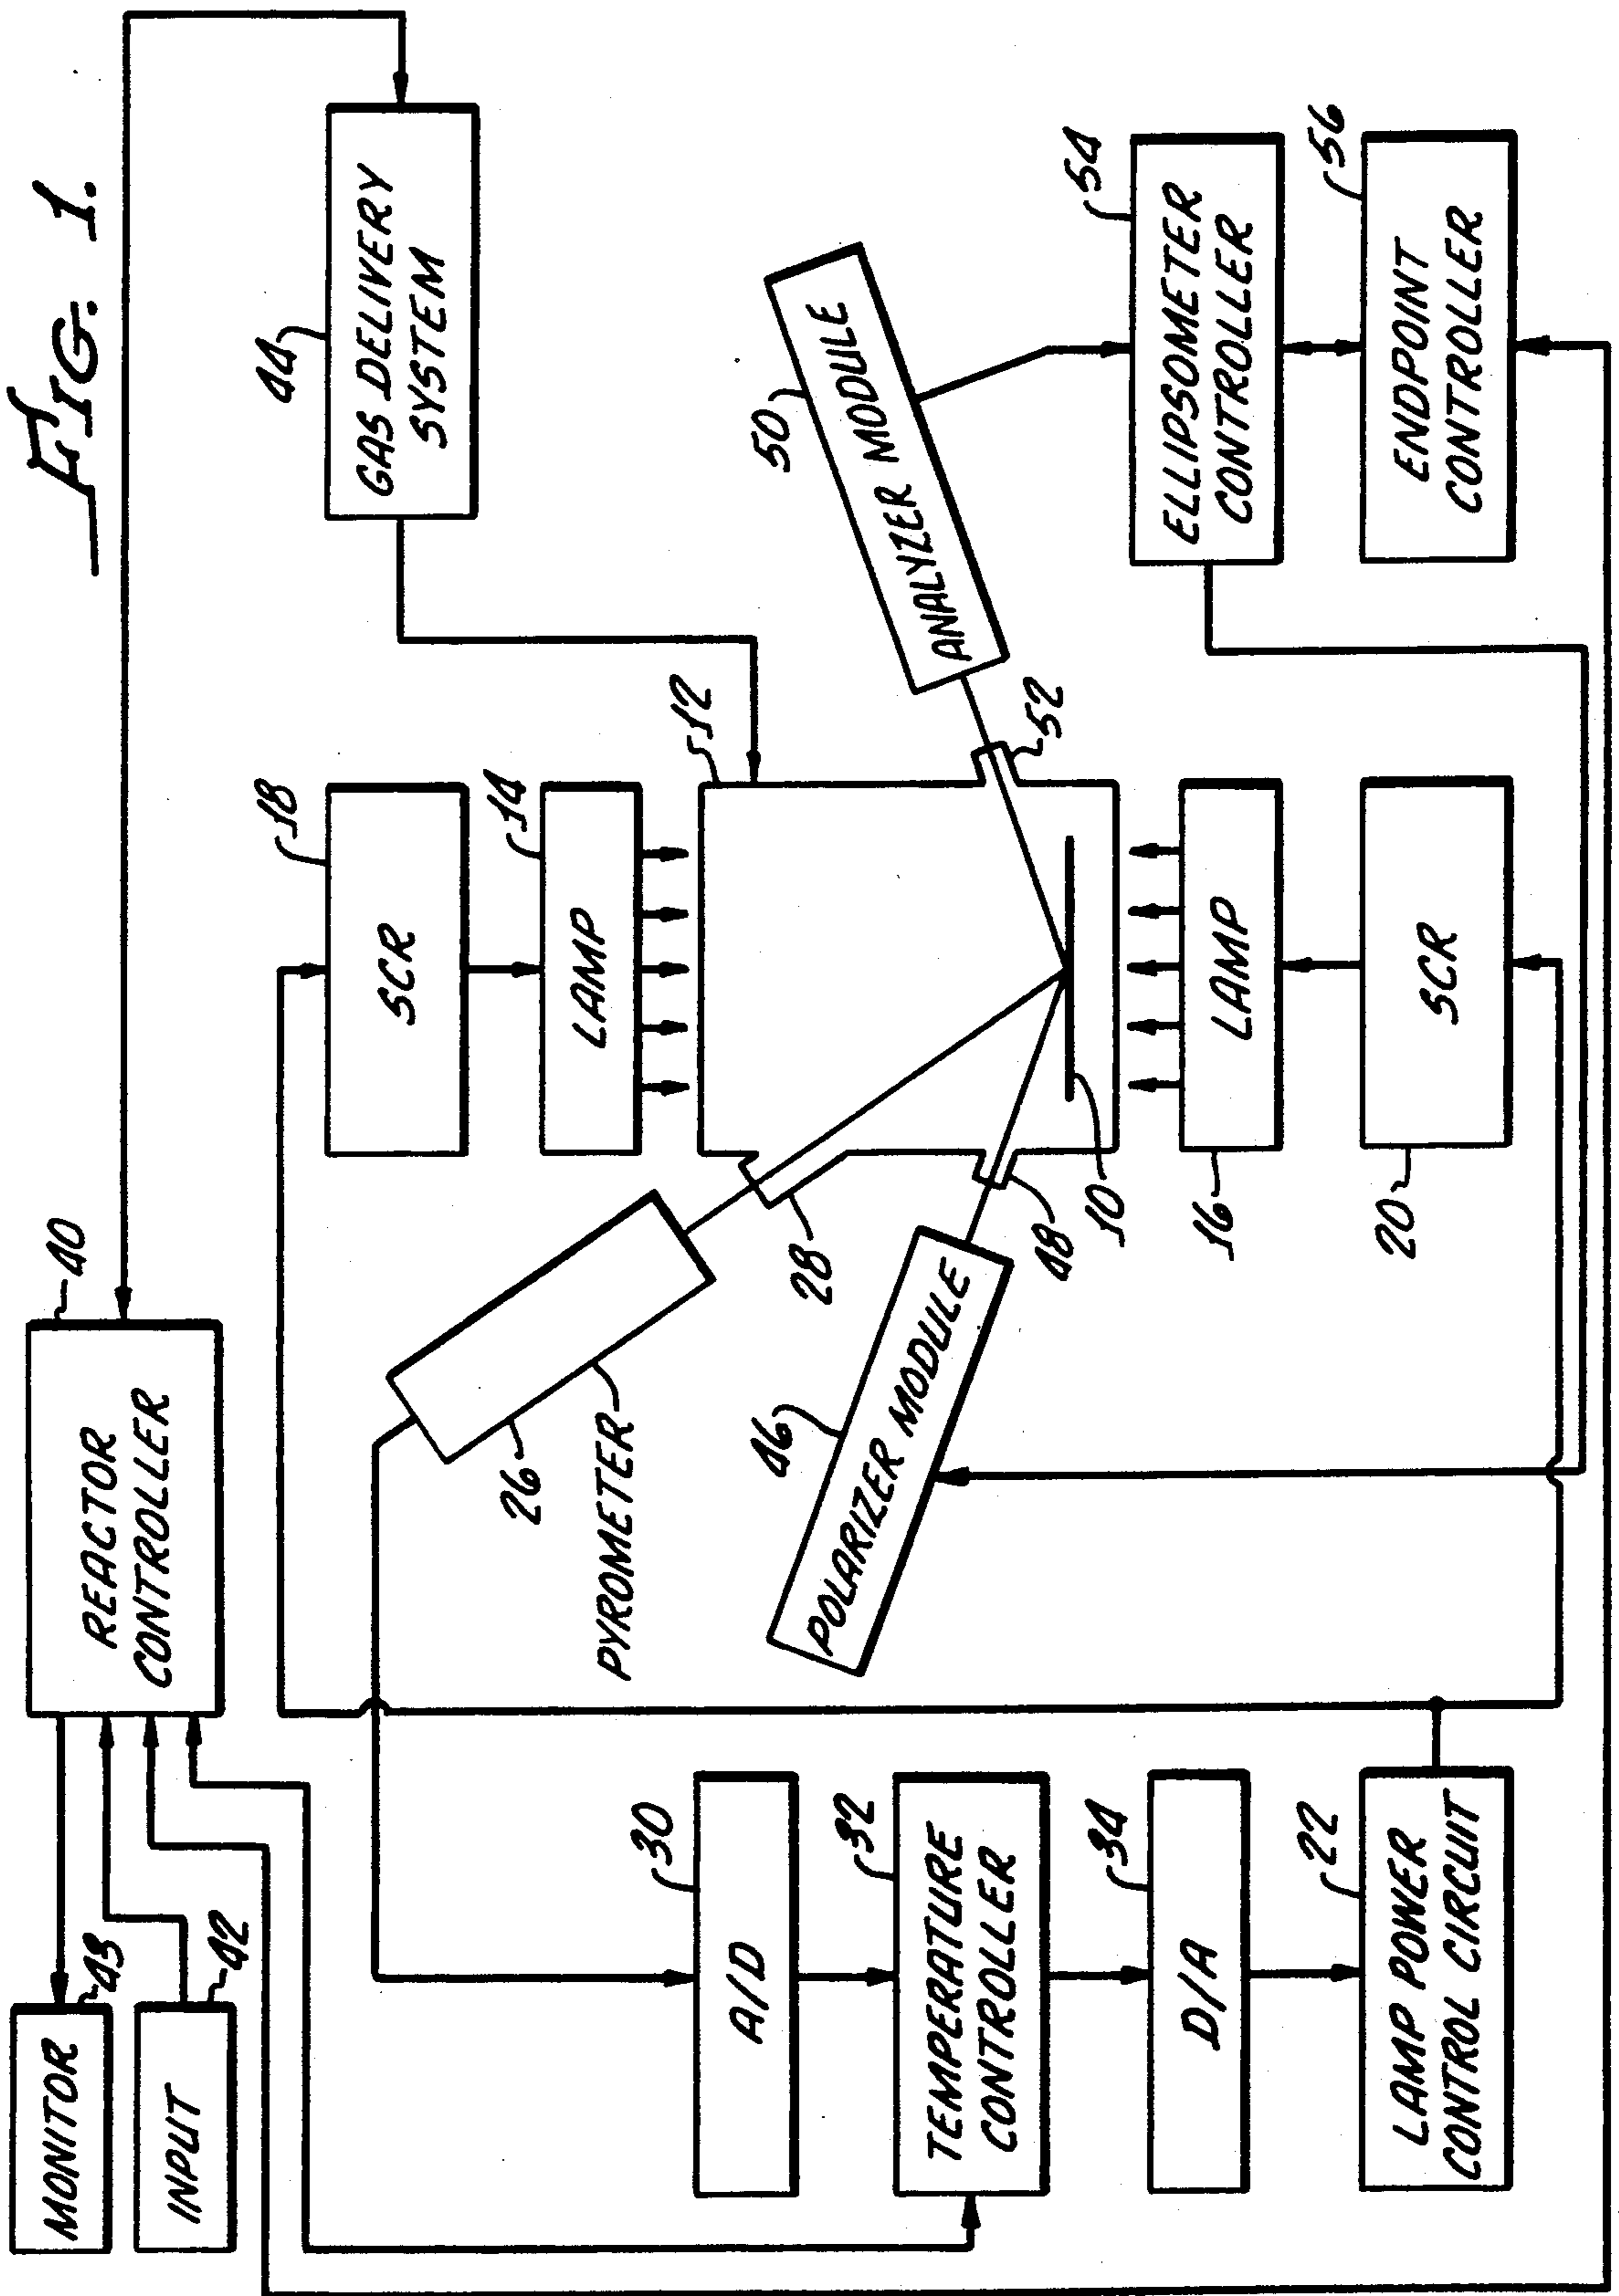 FIG. 1.
MONITOR
43
INPUT
42
REACTOR
CONTROLLER
40
GAS DELIVERY
SYSTEM
44
SCR
18
LAMP
14
12
PYROMETER
26
28
A/D
30
TEMPERATURE
CONTROLLER
32
D/A
34
LAMP POWER
CONTROL CIRCUIT
22
POLARIZER MODULE
46
48
10
ANALYZER MODULE
50
52
LAMP
16
SCR
20
ELLIPSOMETER
CONTROLLER
54
ENDPOINT
CONTROLLER
56